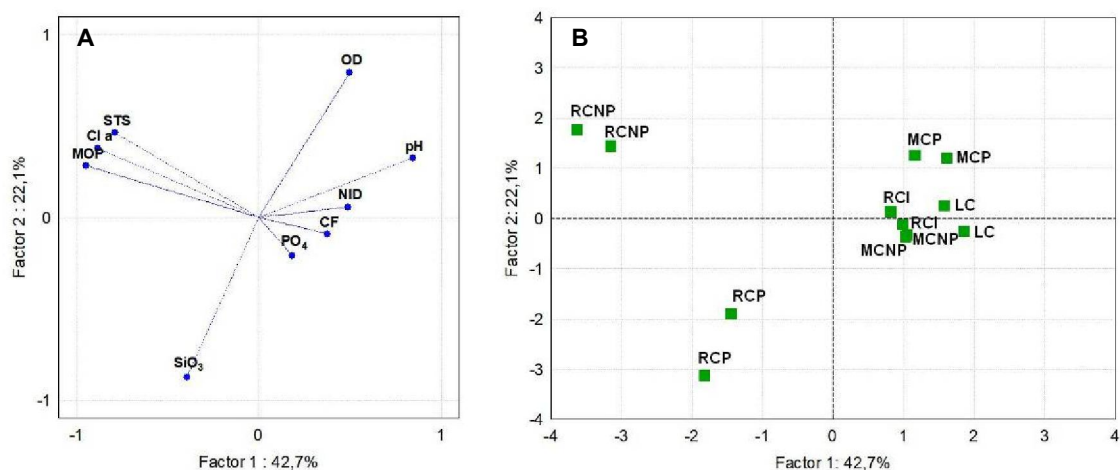 A
1
0
-1
-1
0
1
Factor 2 : 22,1%
Factor 1 : 42,7%
OD
STS
Cl a
MOP
pH
NID
CF
PO4
SiO3
B
4
3
2
1
0
-1
-2
-3
-4
-4
-3
-2
-1
0
1
2
3
4
Factor 2: 22,1%
Factor 1: 42,7%
RCNP
RCNP
MCP
MCP
RCI
LC
RCI
LC
MCNP
MCNP
RCP
RCP